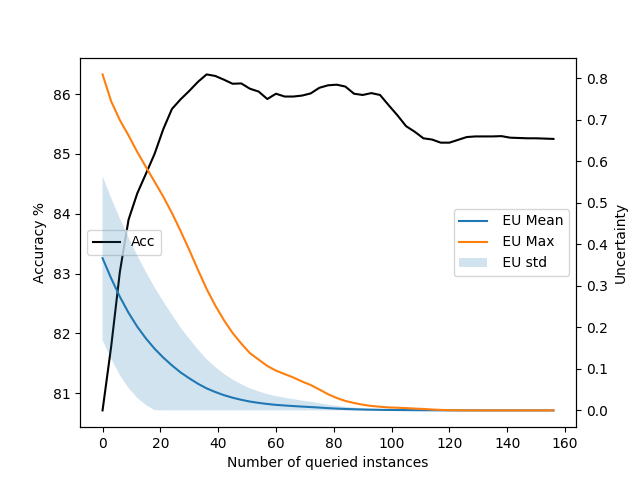 86
85
84
83
82
81
Accuracy %
Acc
0.8
0.7
0.6
0.5
0.4
0.3
0.2
0.1
0.0
Uncertainty
EU Mean
EU Max
EU std
0 20 40 60 80 100 120 140 160
Number of queried instances